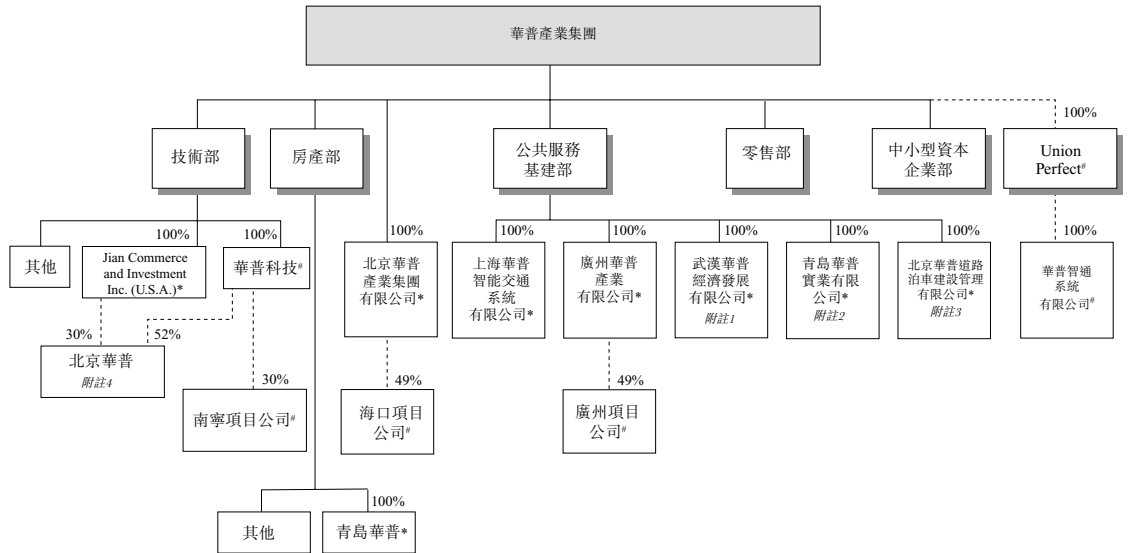 華普產業集團
100%
技術部
房產部
公共服務
基建部
零售部
中小型資本
企業部
Union
Perfect#
100%
100%
100%
100%
100%
100%
100%
100%
100%
其他
Jian Commerce
and Investment
Inc. (U.S.A.)*
華普科技#
北京華普
產業集團
有限公司*
上海華普
智能交通
系統
有限公司*
廣州華普
產業
有限公司*
武漢華普
經濟發展
有限公司*
附註1
青島華普
實業有限
公司*
附註2
北京華普道路
泊車建設管理
有限公司*
附註3
華普智通
系統
有限公司#
30%
52%
北京華普
附註4
30%
南寧項目公司#
49%
海口項目
公司#
49%
廣州項目
公司#
100%
其他
青島華普*